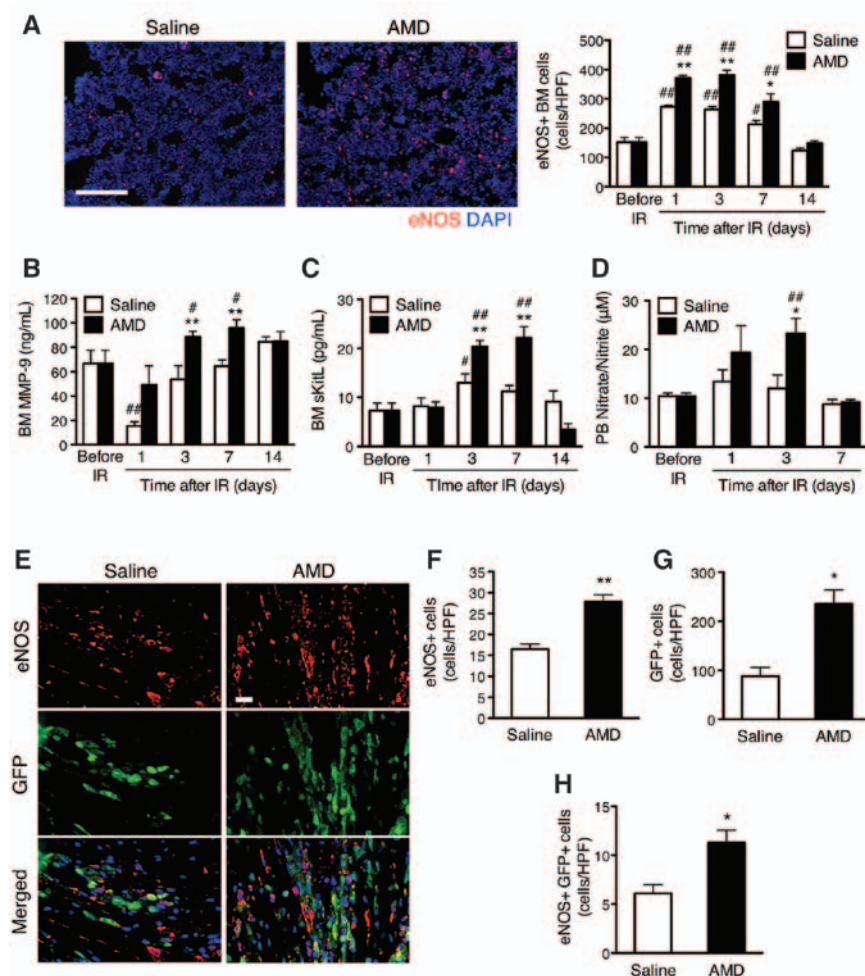 A
Saline
AMD
eNOS DAPI
eNOS+ BM cells
(cells/HPF)
500
400
300
200
100
0
Saline
AMD
## ## ##
** ** *
## ## #
Before
IR
1 3 7 14
Time after IR (days)
B
BM MMP-9 (ng/mL)
120
100
80
60
40
20
0
Saline
AMD
##
#
**
#
**
Before
IR
1 3 7 14
Time after IR (days)
C
BM sKitL (pg/mL)
30
20
10
0
Saline
AMD
#
##
**
##
**
Before
IR
1 3 7 14
TIme after IR (days)
D
PB Nitrate/Nitrite (µM)
30
20
10
0
Saline
AMD
##
*
Before
IR
1 3 7
Time after IR (days)
E
Saline
AMD
eNOS
GFP
Merged
F
eNOS+ cells
(cells/HPF)
35
30
25
20
15
10
5
0
**
Saline AMD
G
GFP+ cells
(cells/HPF)
300
200
100
0
*
Saline AMD
H
eNOS+ GFP+ cells
(cells/HPF)
15
10
5
0
*
Saline AMD